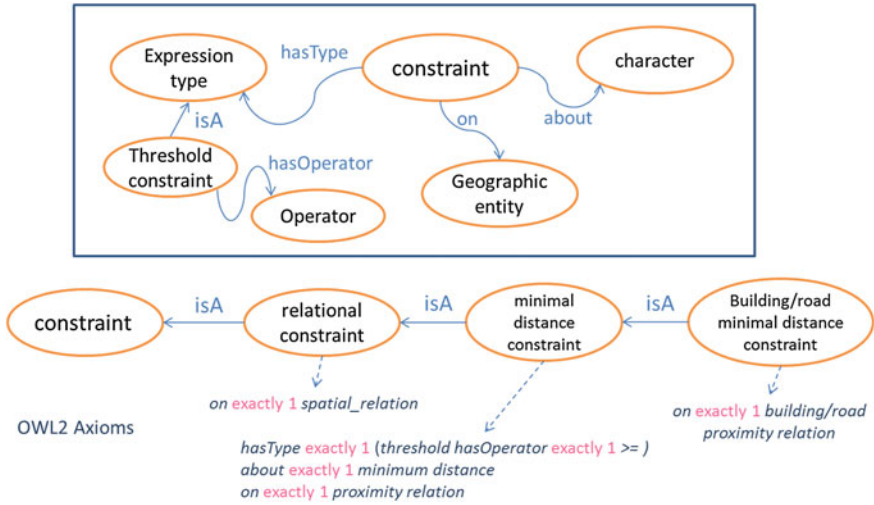 Expression
type
hasType
constraint
character
isA
on
about
Threshold
constraint
hasOperator
Operator
Geographic
entity
constraint
isA
relational
constraint
isA
minimal
distance
constraint
isA
Building/road
minimal distance
constraint
on exactly 1 spatial_relation
on exactly 1 building/road
proximity relation
OWL2 Axioms
hasType exactly 1 (threshold hasOperator exactly 1 >= )
about exactly 1 minimum distance
on exactly 1 proximity relation